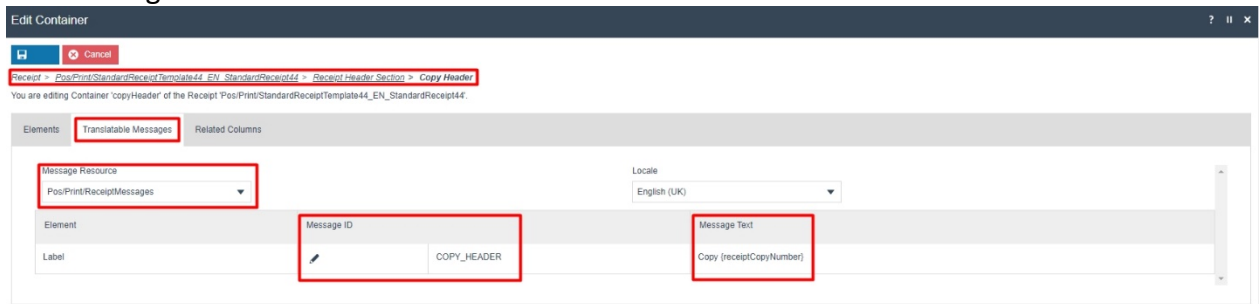 Edit Container
? II ×
Cancel
Receipt > Pos/Print/StandardReceiptTemplate44_EN_StandardReceipt44 > Receipt Header Section > Copy Header
You are editing Container 'copyHeader' of the Receipt 'Pos/Print/StandardReceiptTemplate44_EN_StandardReceipt44'.
Elements Translatable Messages Related Columns
Message Resource Locale
Pos/Print/ReceiptMessages English (UK)
Element Message ID Message Text
Label COPY_HEADER Copy {receiptCopyNumber}